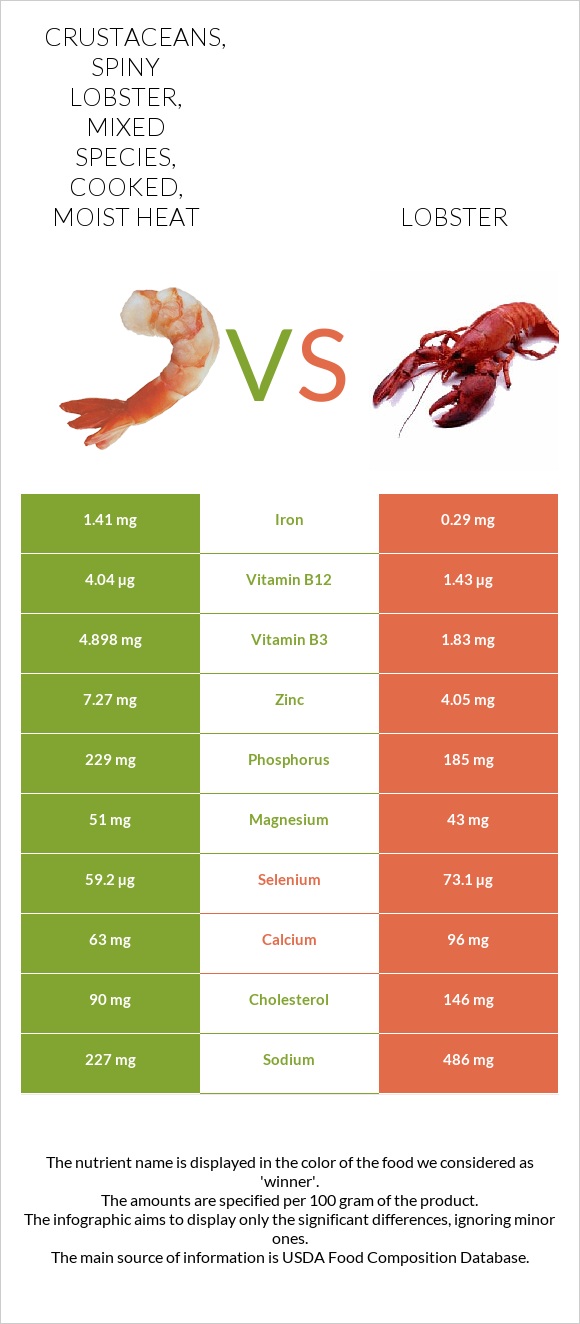 CRUSTACEANS,
SPINY
LOBSTER,
MIXED
SPECIES,
COOKED,
MOIST HEAT
LOBSTER
VS
1.41 mg Iron 0.29 mg
4.04 µg Vitamin B12 1.43 µg
4.898 mg Vitamin B3 1.83 mg
7.27 mg Zinc 4.05 mg
229 mg Phosphorus 185 mg
51 mg Magnesium 43 mg
59.2 µg Selenium 73.1 µg
63 mg Calcium 96 mg
90 mg Cholesterol 146 mg
227 mg Sodium 486 mg
The nutrient name is displayed in the color of the food we considered as
'winner'.
The amounts are specified per 100 gram of the product.
The infographic aims to display only the significant differences, ignoring minor
ones.
The main source of information is USDA Food Composition Database.